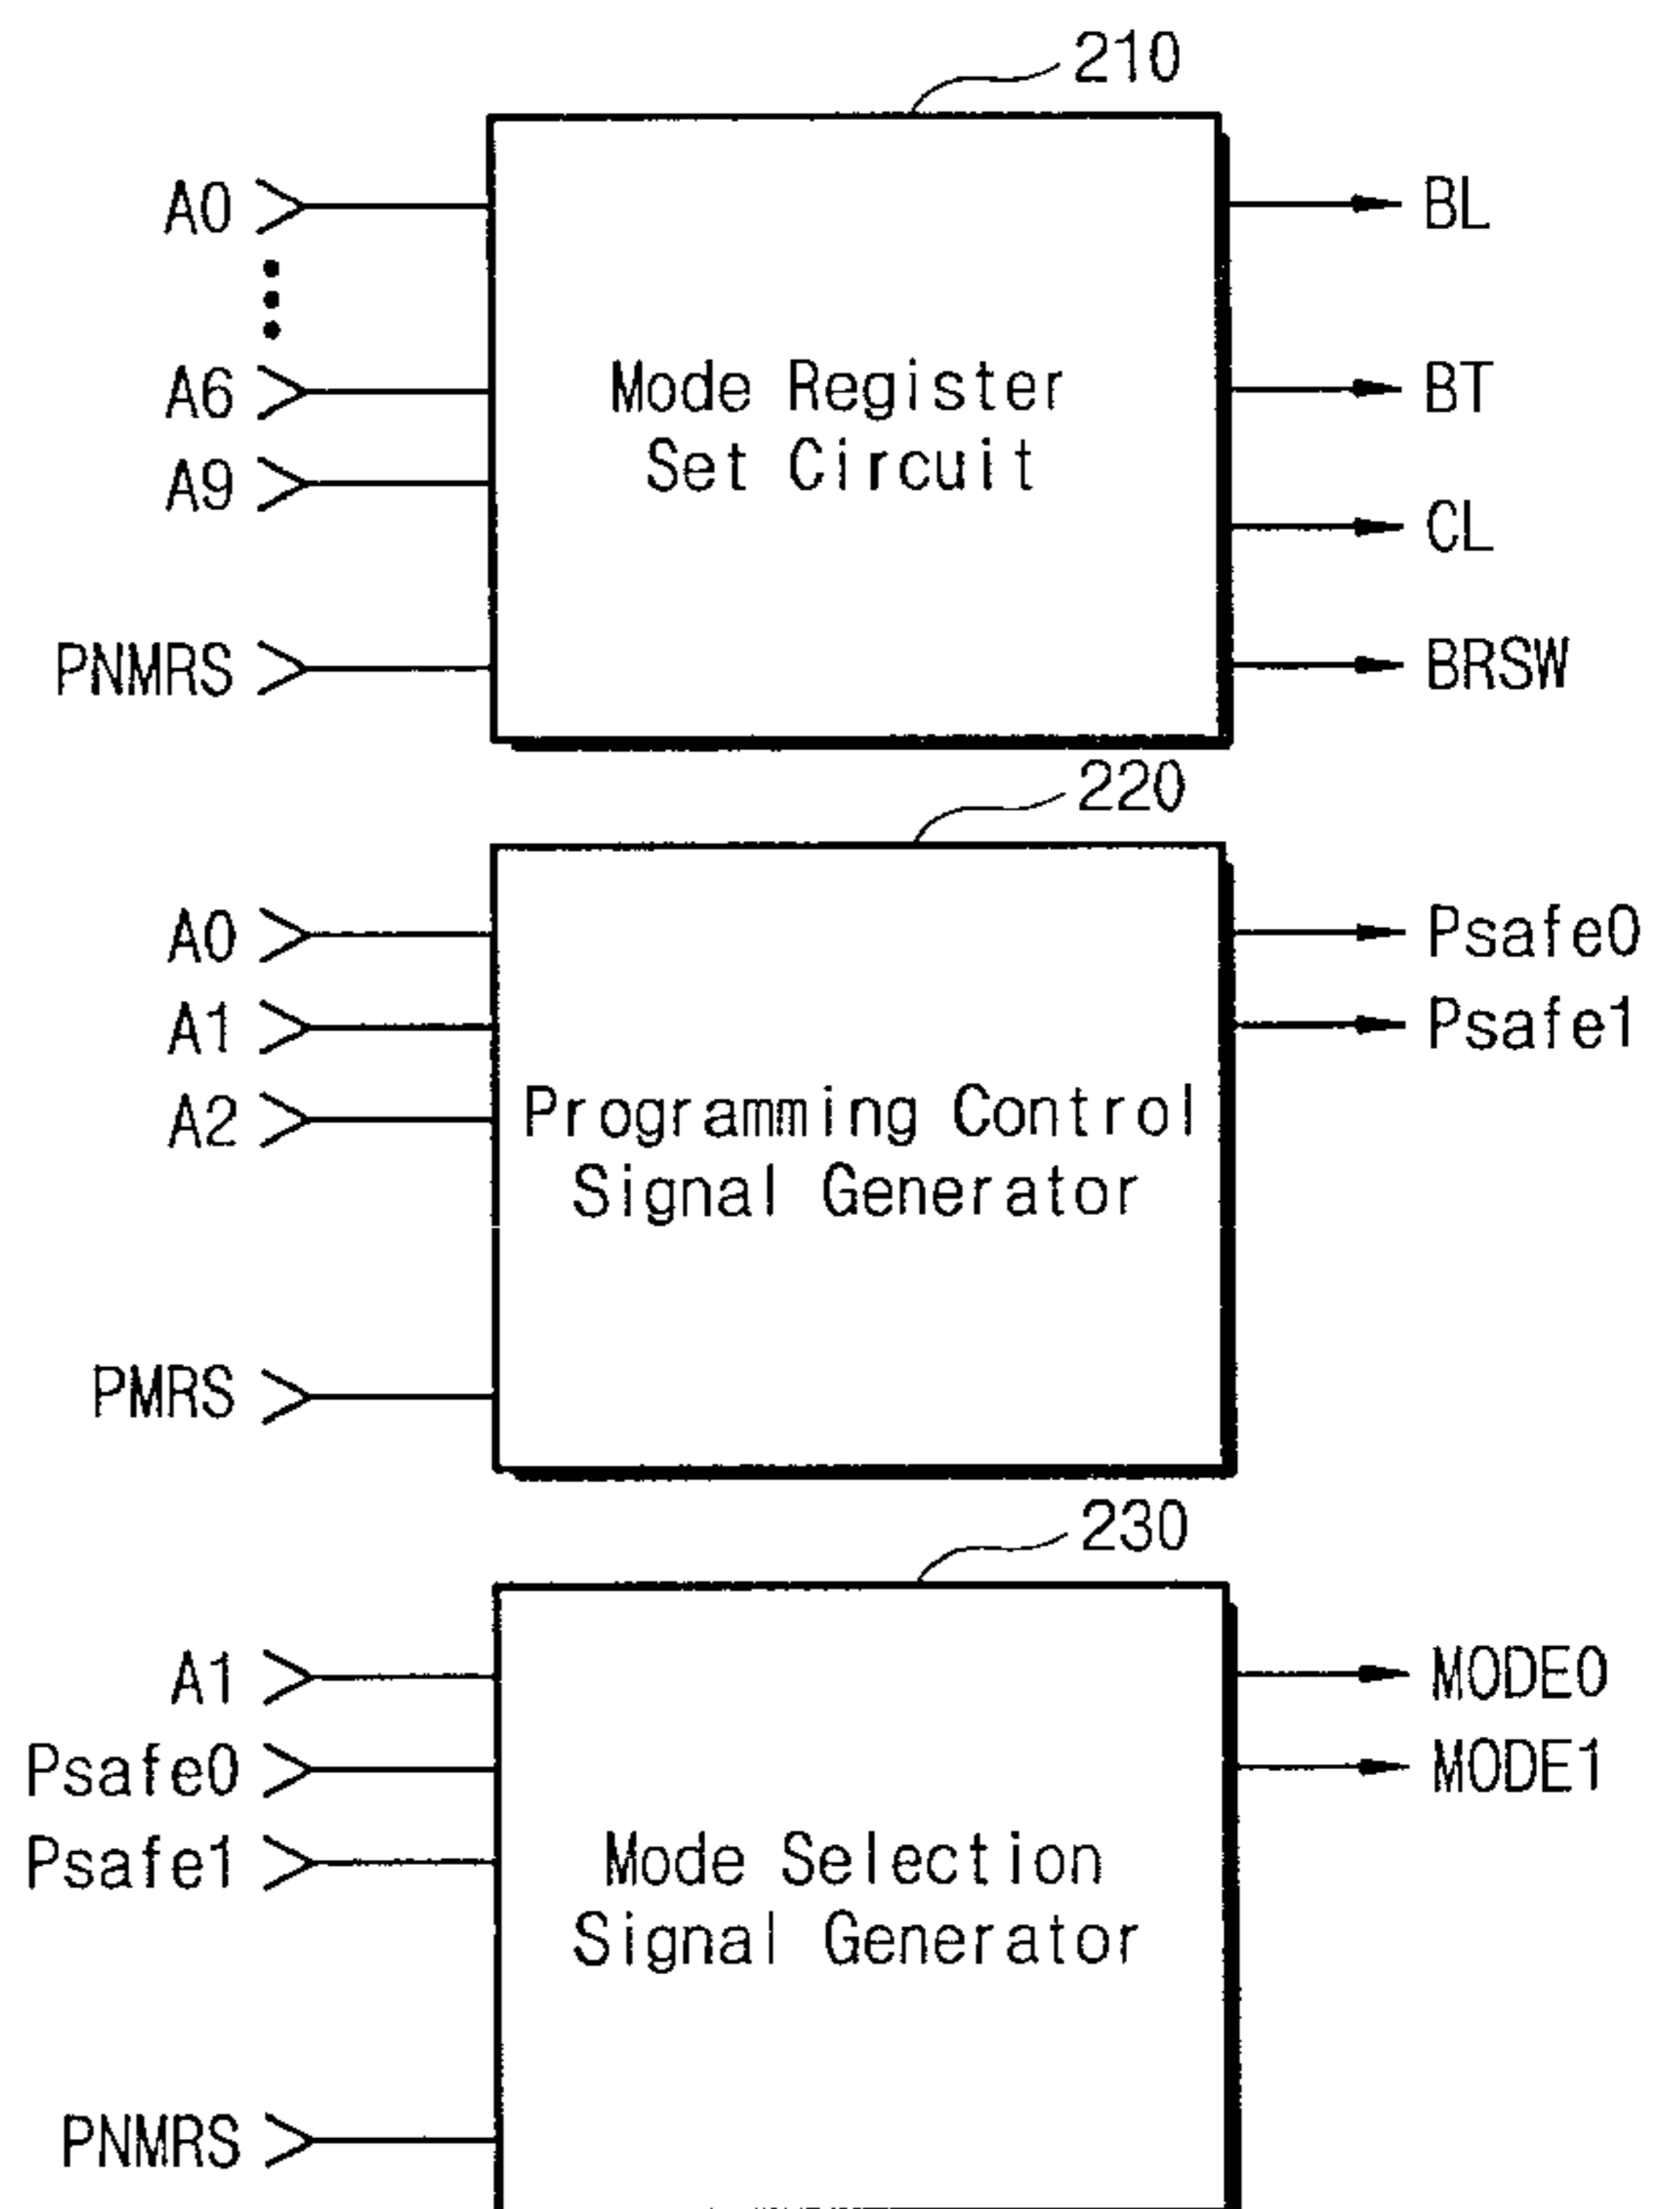 210
A0
BL
A6
Mode Register
BT
A9
Set Circuit
CL
PNMRS
BRSW
220
A0
Psafe0
A1
Psafe1
A2
Programming Control
Signal Generator
PMRS
230
A1
MODE0
Psafe0
MODE1
Psafe1
Mode Selection
Signal Generator
PNMRS